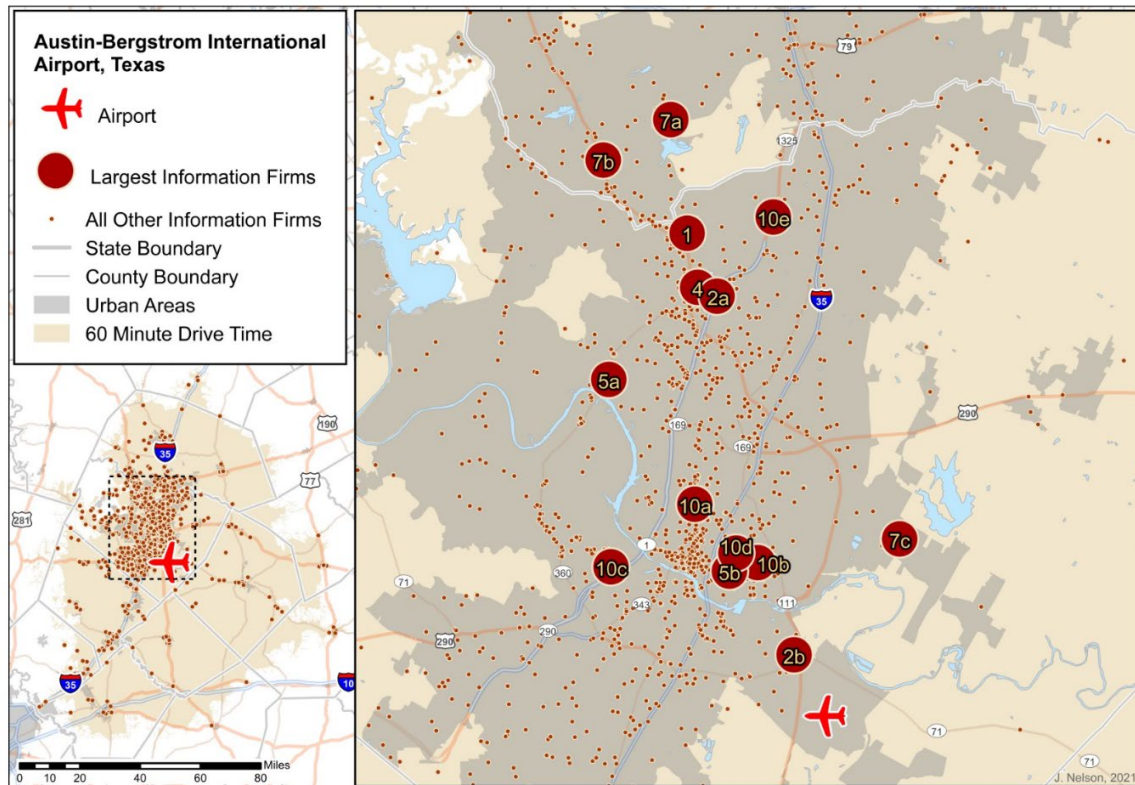 Austin-Bergstrom International
Airport, Texas
Airport
Largest Information Firms
All Other Information Firms
State Boundary
County Boundary
Urban Areas
60 Minute Drive Time
190
35
77
281
35
10
0 10 20 40 60 80 Miles
79
7a
1325
7b
10e
1
4
2a
35
5a
290
169
169
10a
7c
1
10d
10c
5b
10b
360
71
343
111
290
290
2b
71
71
J. Nelson, 2021